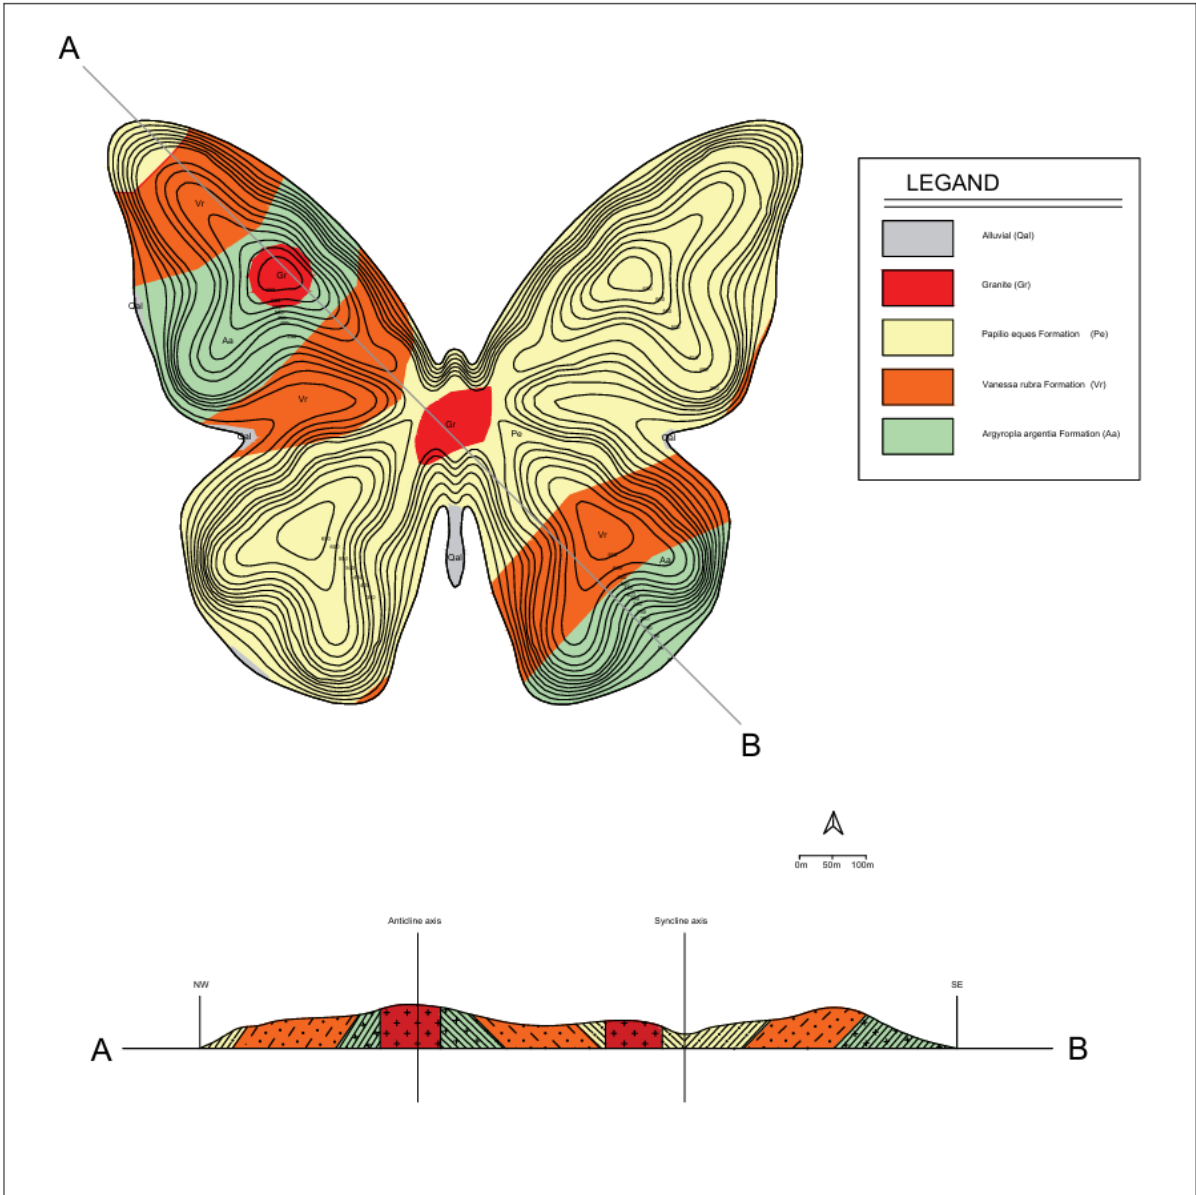 A
Vr
Gr
Qal
Aa
Vr
Qal
Gr
Pe
Qal
Vr
Aa
Qal
B
LEGAND
Alluvial (Qal)
Granite (Gr)
Papilio eques Formation (Pe)
Vanessa rubra Formation (Vr)
Argyropla argentia Formation (Aa)
0m 50m 100m
Anticline axis
Syncline axis
NW
SE
A
B